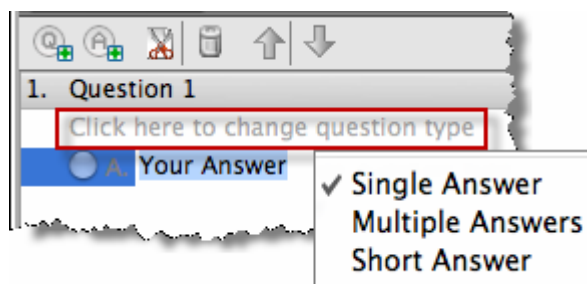 Q A
1. Question 1
Click here to change question type
A. Your Answer
✓ Single Answer
Multiple Answers
Short Answer